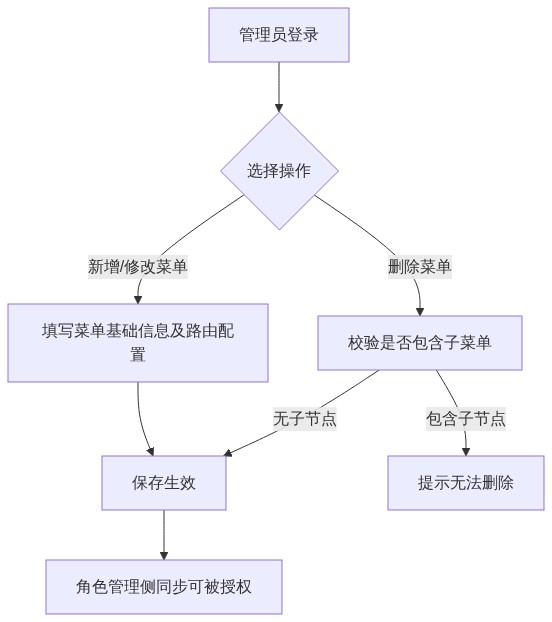 管理员登录
选择操作
新增/修改菜单
删除菜单
填写菜单基础信息及路由配
置
校验是否包含子菜单
无子节点
包含子节点
保存生效
提示无法删除
角色管理侧同步可被授权